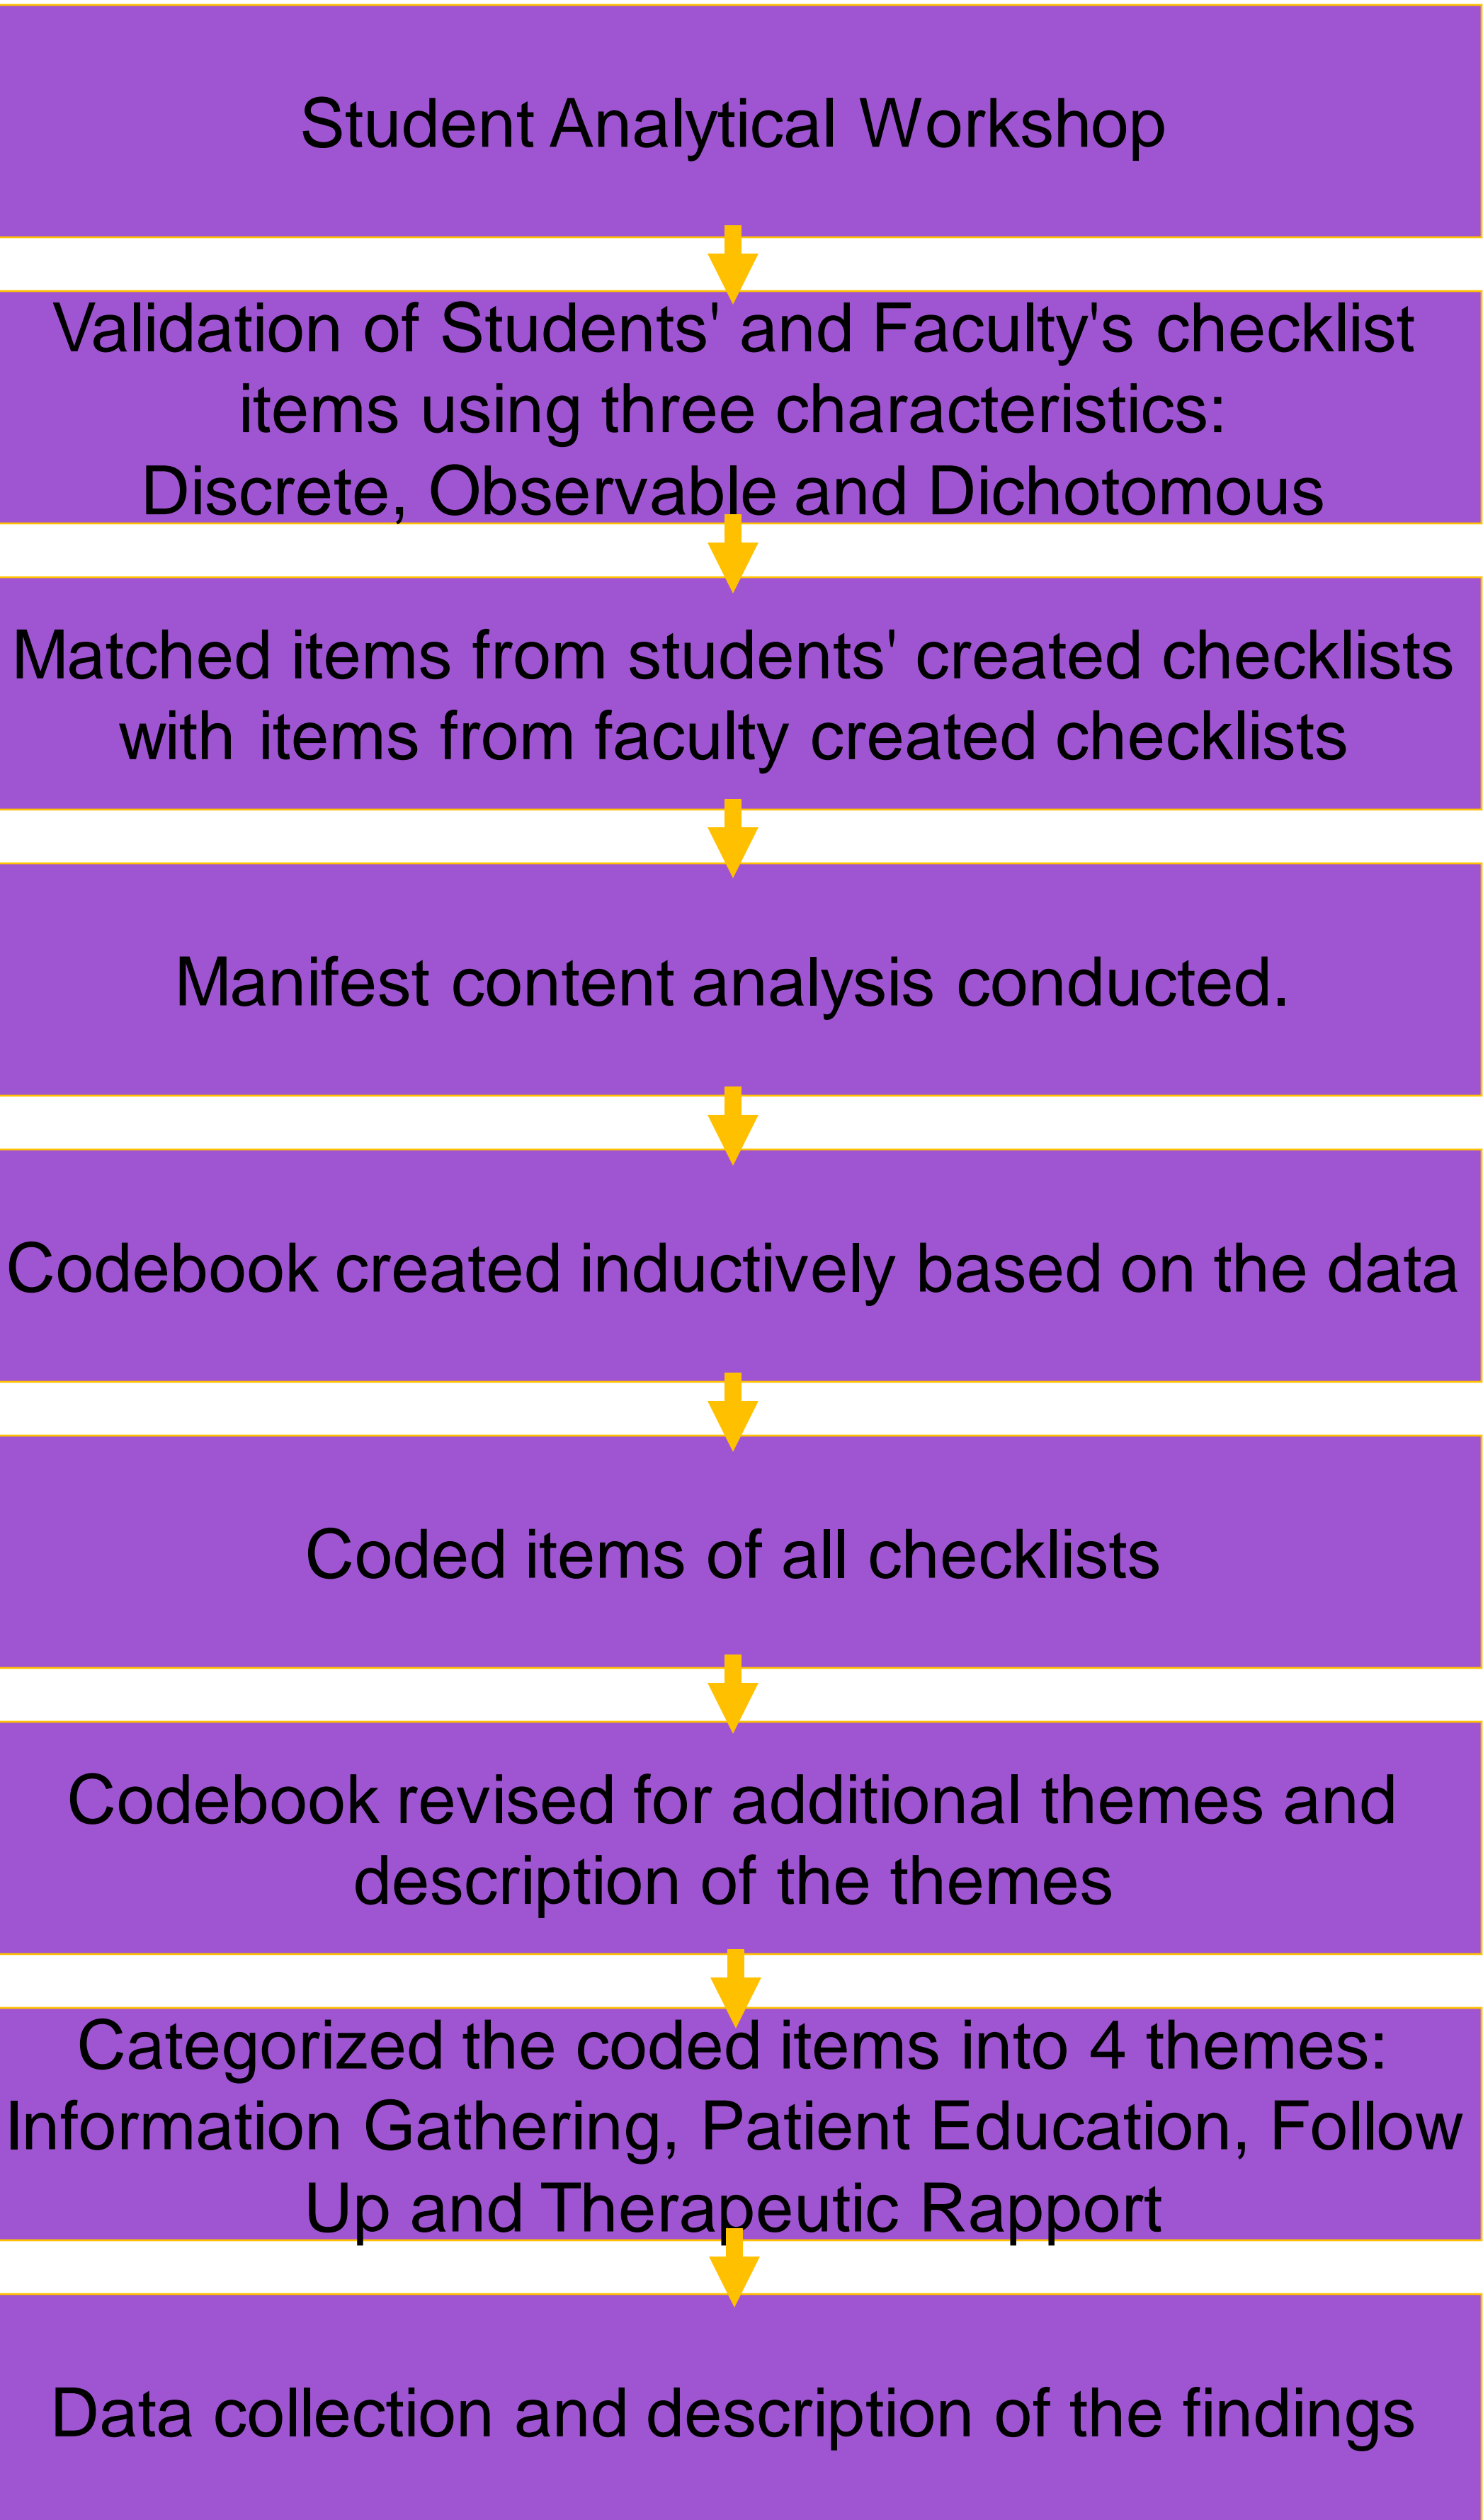 Student Analytical Workshop
Validation of Students' and Faculty's checklist
items using three characteristics:
Discrete, Observable and Dichotomous
Matched items from students' created checklists
with items from faculty created checklists
Manifest content analysis conducted.
Codebook created inductively based on the data
Coded items of all checklists
Codebook revised for additional themes and
description of the themes
Categorized the coded items into 4 themes:
Information Gathering, Patient Education, Follow
Up and Therapeutic Rapport
Data collection and description of the findings